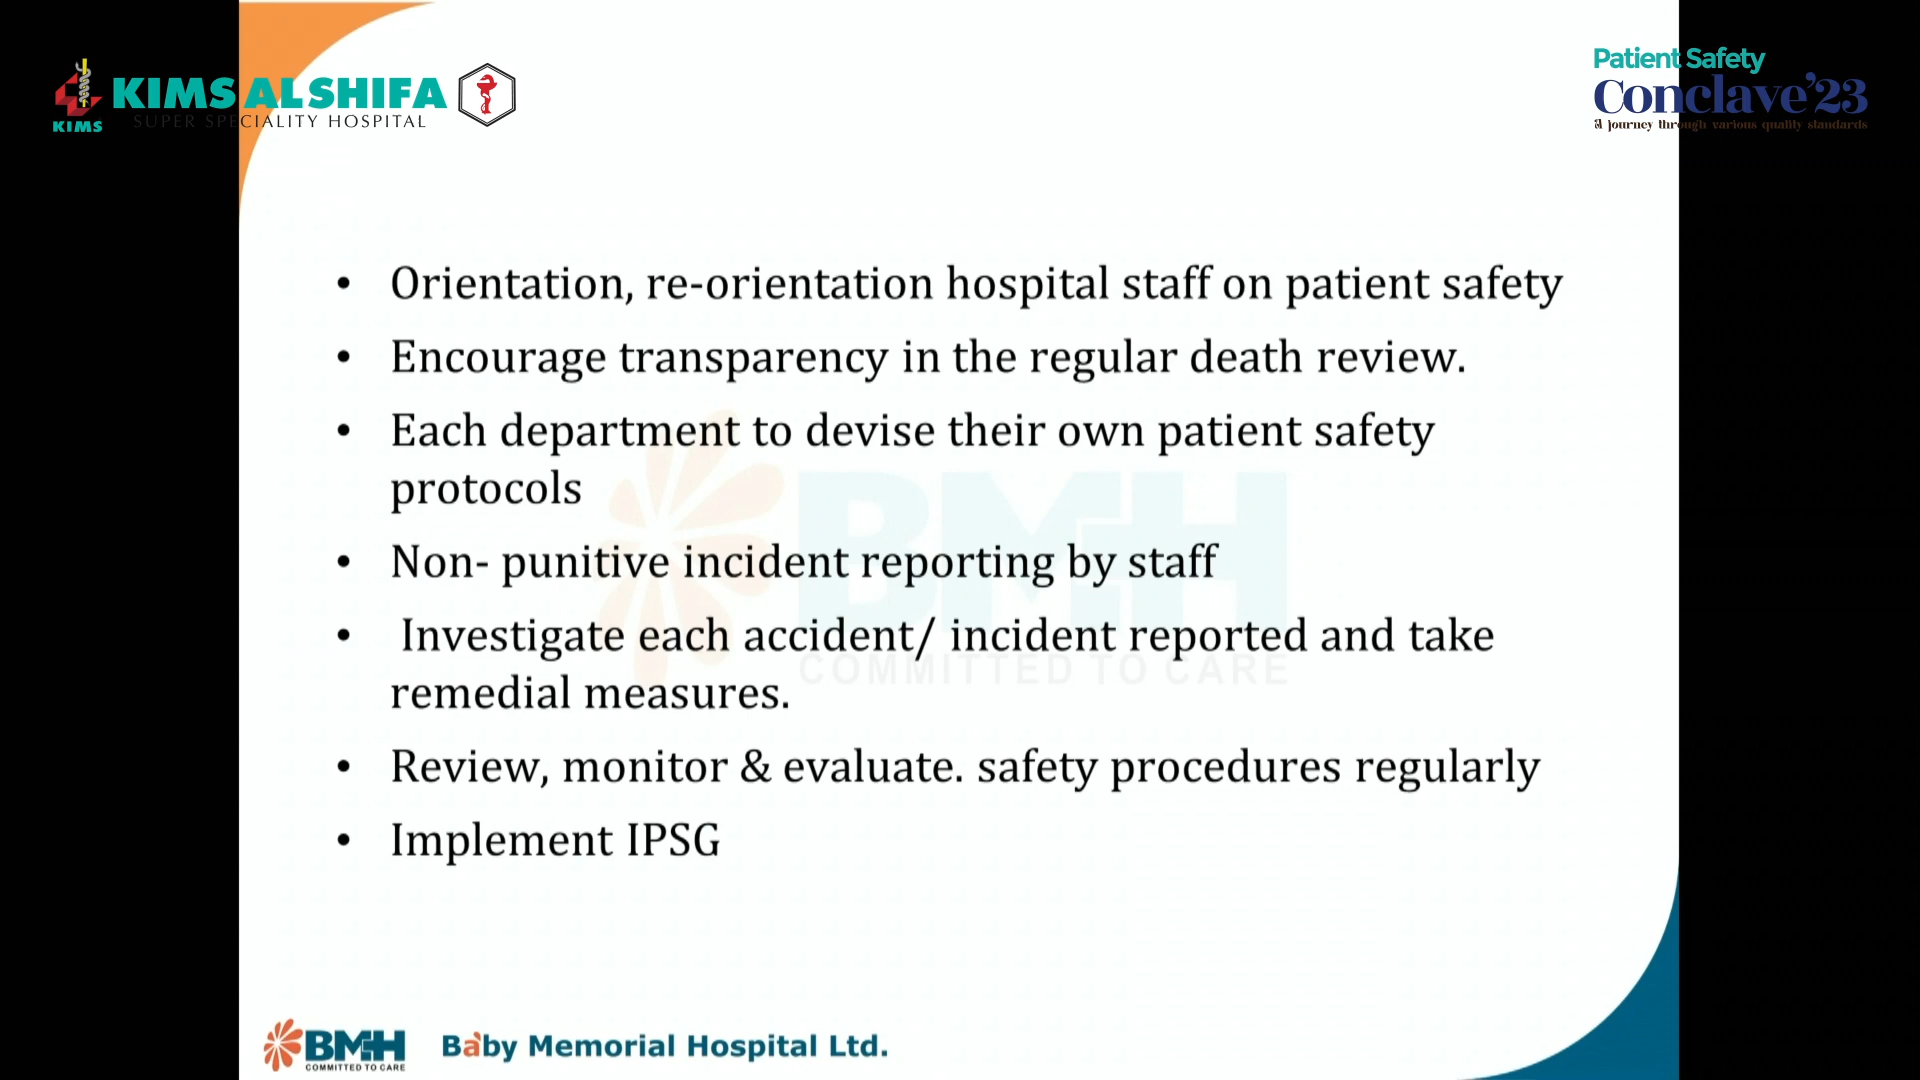 KIMS
KIMS AL SHIFA
SUPER SPECIALITY HOSPITAL
Patient Safety
Conclave'23
A journey through various quality standards
• Orientation, re-orientation hospital staff on patient safety
• Encourage transparency in the regular death review.
• Each department to devise their own patient safety
protocols
• Non- punitive incident reporting by staff
• Investigate each accident/ incident reported and take
remedial measures.
• Review, monitor & evaluate. safety procedures regularly
• Implement IPSG
BMH
COMMITTED TO CARE
BMH
COMMITTED TO CARE
Baby Memorial Hospital Ltd.